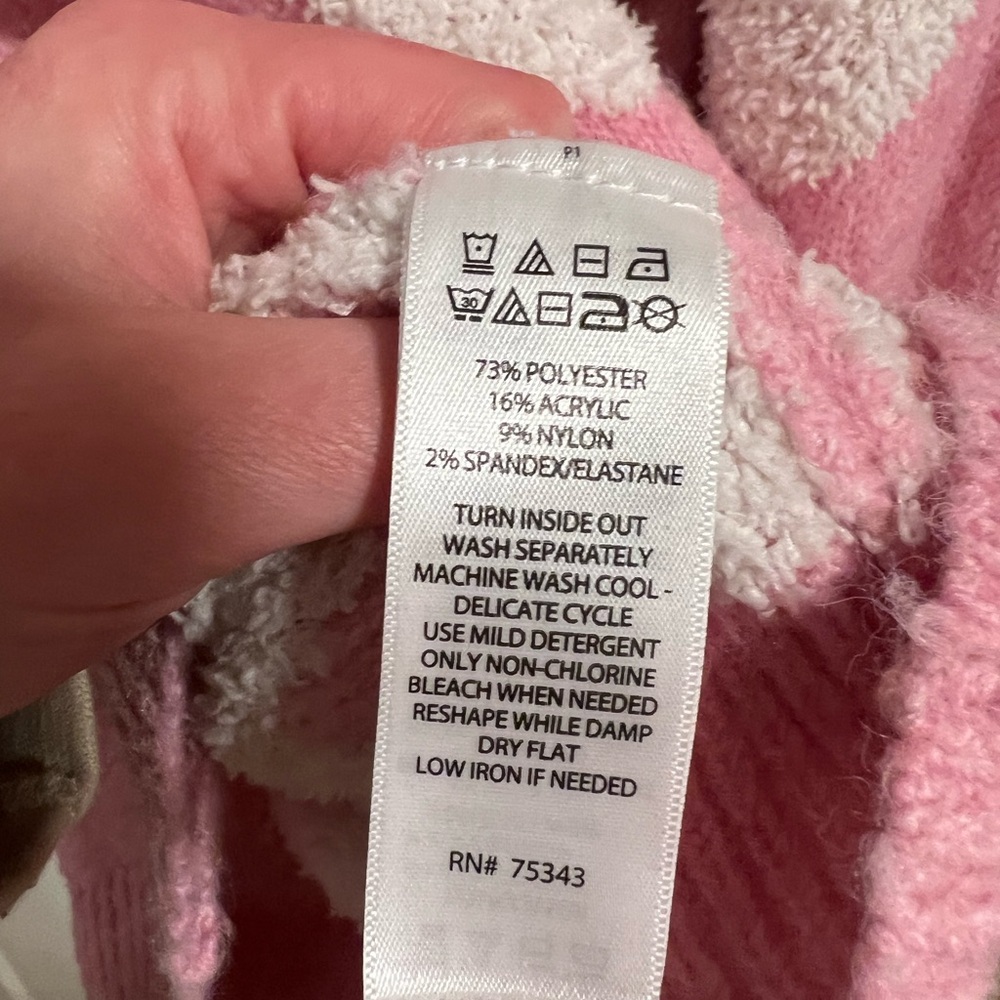 P1
30
73% POLYESTER
16% ACRYLIC
9% NYLON
2% SPANDEX/ELASTANE
TURN INSIDE OUT
WASH SEPARATELY
MACHINE WASH COOL -
DELICATE CYCLE
USE MILD DETERGENT
ONLY NON-CHLORINE
BLEACH WHEN NEEDED
RESHAPE WHILE DAMP
DRY FLAT
LOW IRON IF NEEDED
RN# 75343